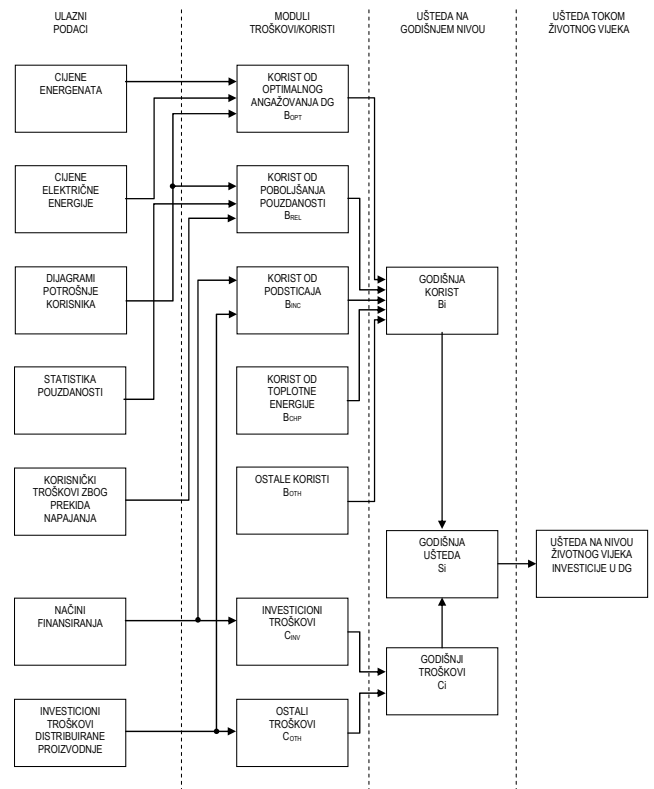 ULAZNI
PODACI
MODULI
TROŠKOVI/KORISTI
UŠTEDA NA
GODIŠNJEM NIVOU
UŠTEDA TOKOM
ŽIVOTNOG VIJEKA
CIJENE
ENERGENATA
CIJENE
ELEKTRIČNE
ENERGIJE
DIJAGRAMI
POTROŠNJE
KORISNIKA
STATISTIKA
POUZDANOSTI
KORISNIČKI
TROŠKOVI ZBOG
PREKIDA
NAPAJANJA
NAČINI
FINANSIRANJA
INVESTICIONI
TROŠKOVI
DISTRIBUIRANE
PROIZVODNJE
KORIST OD
OPTIMALNOG
ANGAŽOVANJA DG
BOPT
KORIST OD
POBOLJŠANJA
POUZDANOSTI
BREL
KORIST OD
PODSTICAJA
BINC
KORIST OD
TOPLOTNE
ENERGIJE
BCHP
OSTALE KORISTI
BOTH
INVESTICIONI
TROŠKOVI
CINV
OSTALI
TROŠKOVI
COTH
GODIŠNJA
KORIST
Bi
GODIŠNJA
UŠTEDA
Si
GODIŠNJI
TROŠKOVI
Ci
UŠTEDA NA NIVOU
ŽIVOTNOG VIJEKA
INVESTICIJE U DG